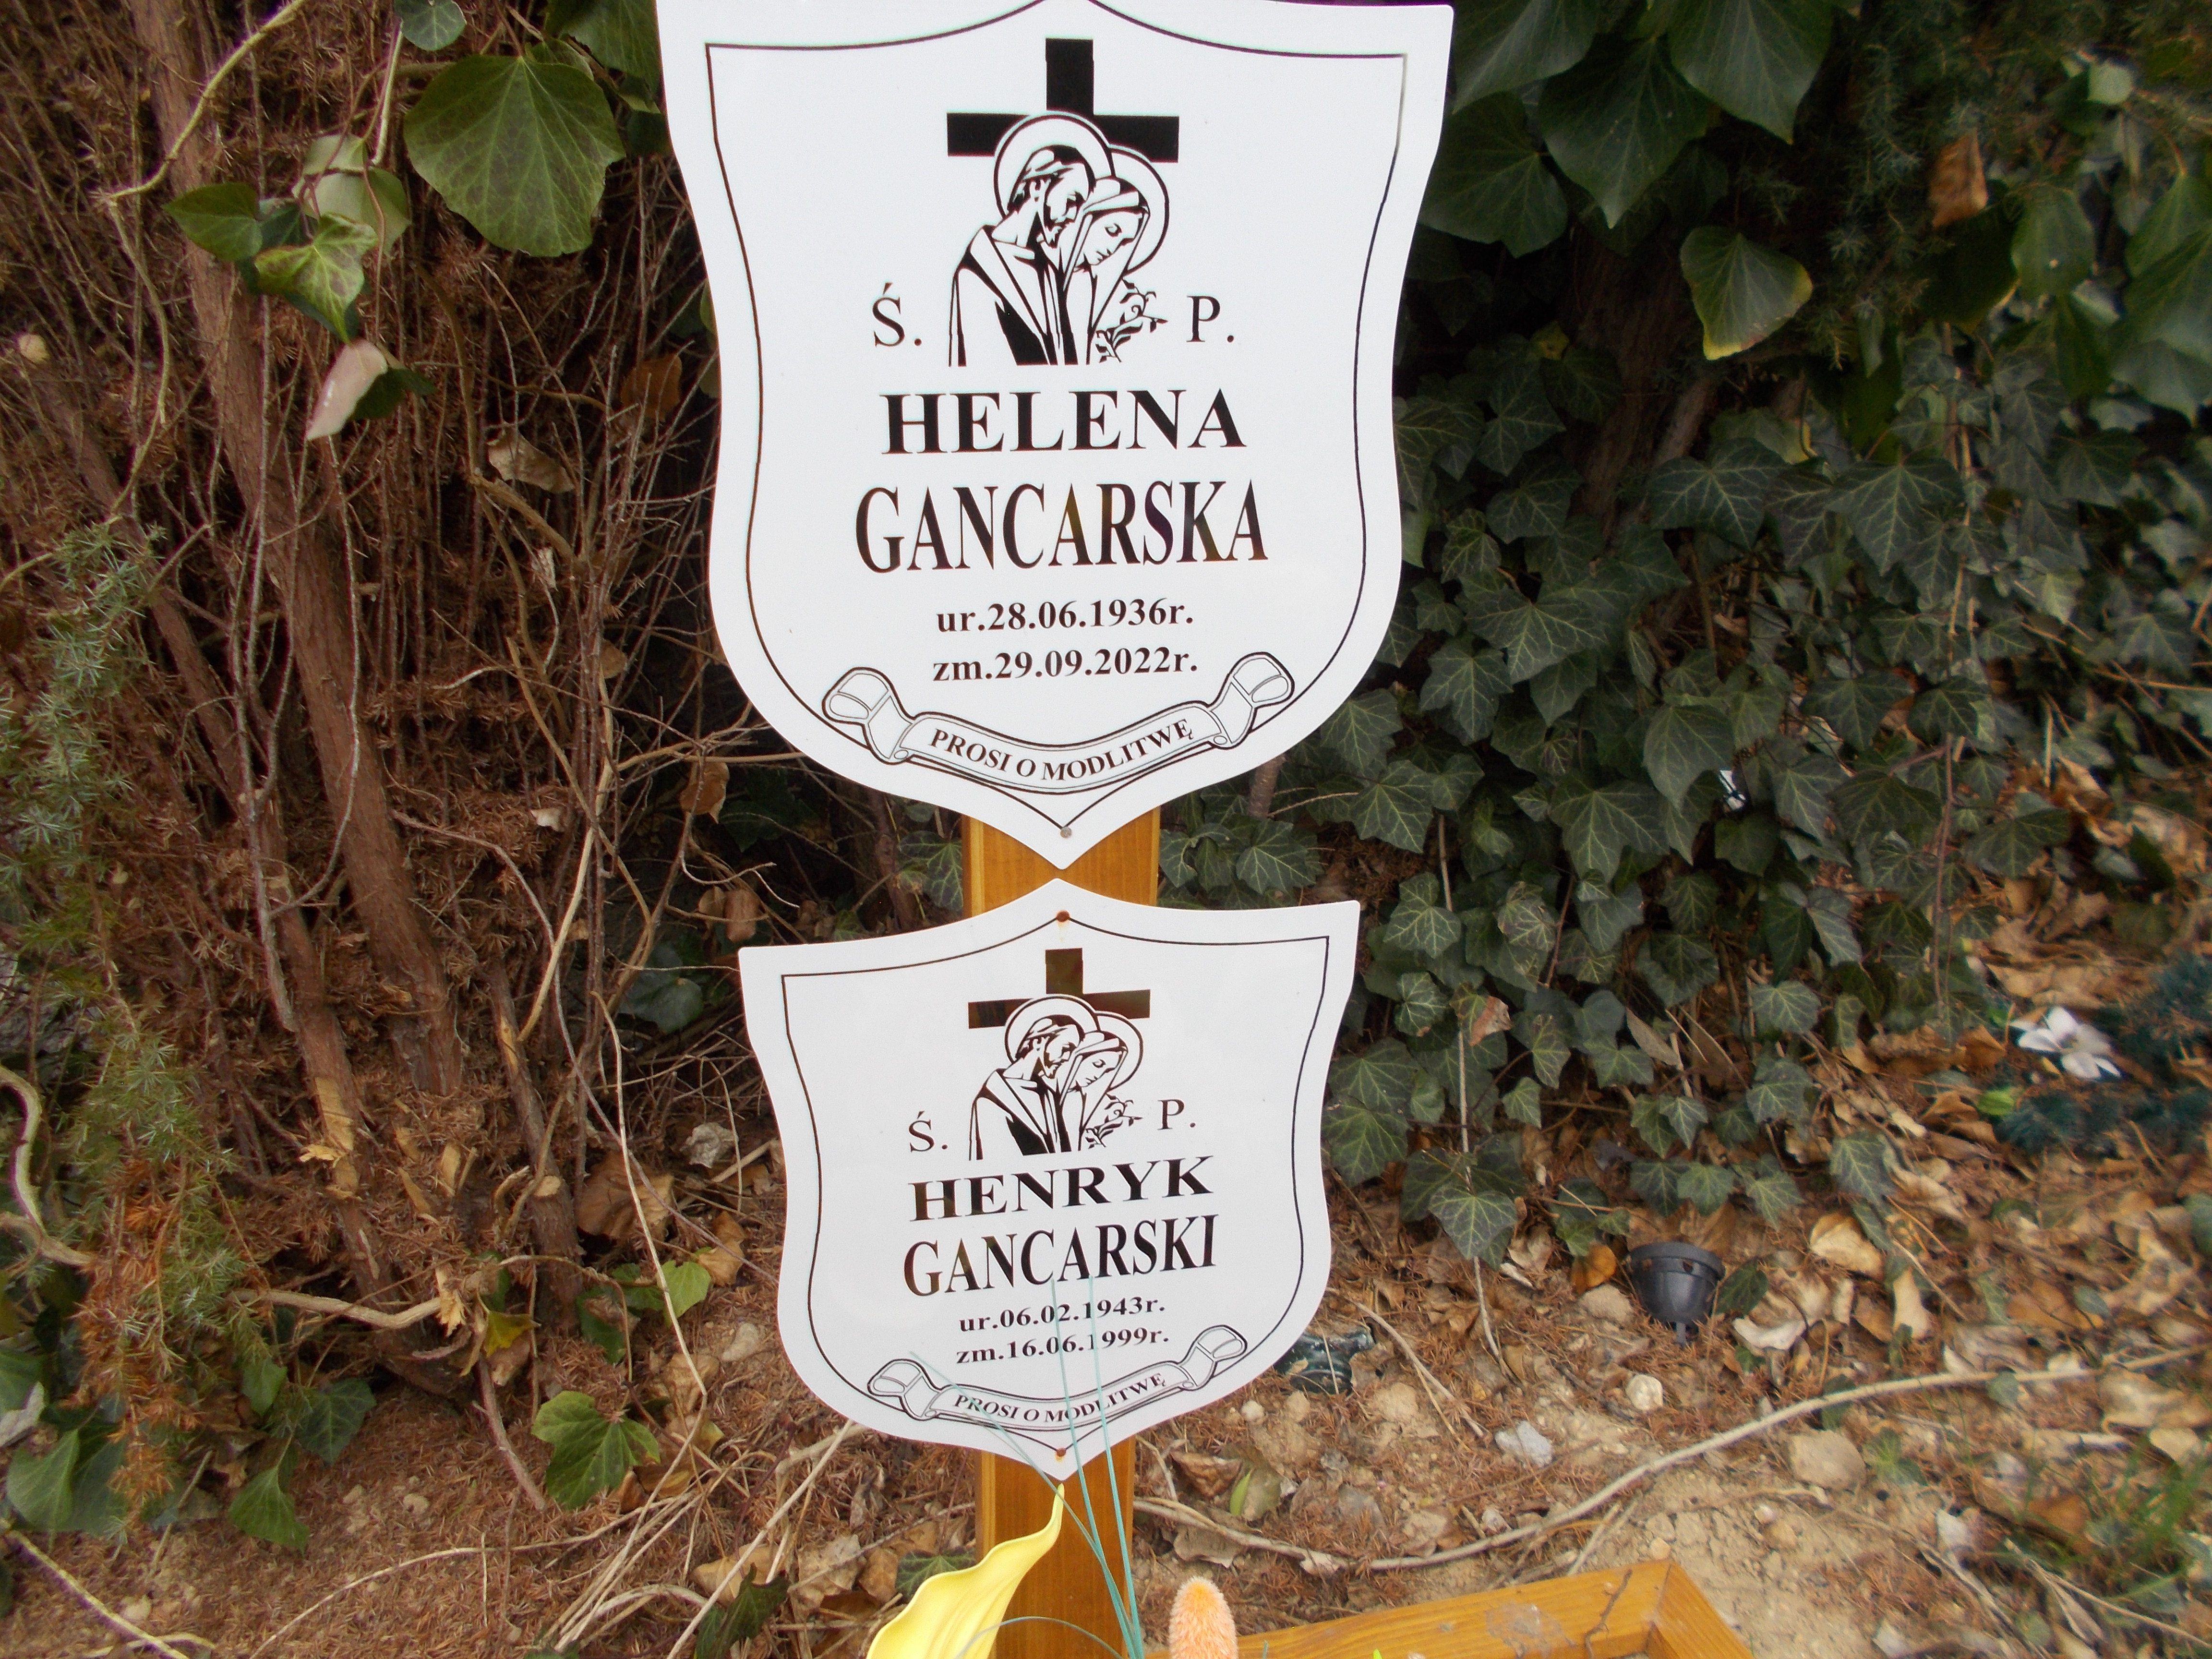 Ś. P.
HELENA
GANCARSKA
ur.28.06.1936r.
zm.29.09.2022r.
PROSI O MODLITWĘ
Ś. P.
HENRYK
GANCARSKI
ur.06.02.1943r.
zm.16.06.1999r.
PROSI O MODLITWĘ